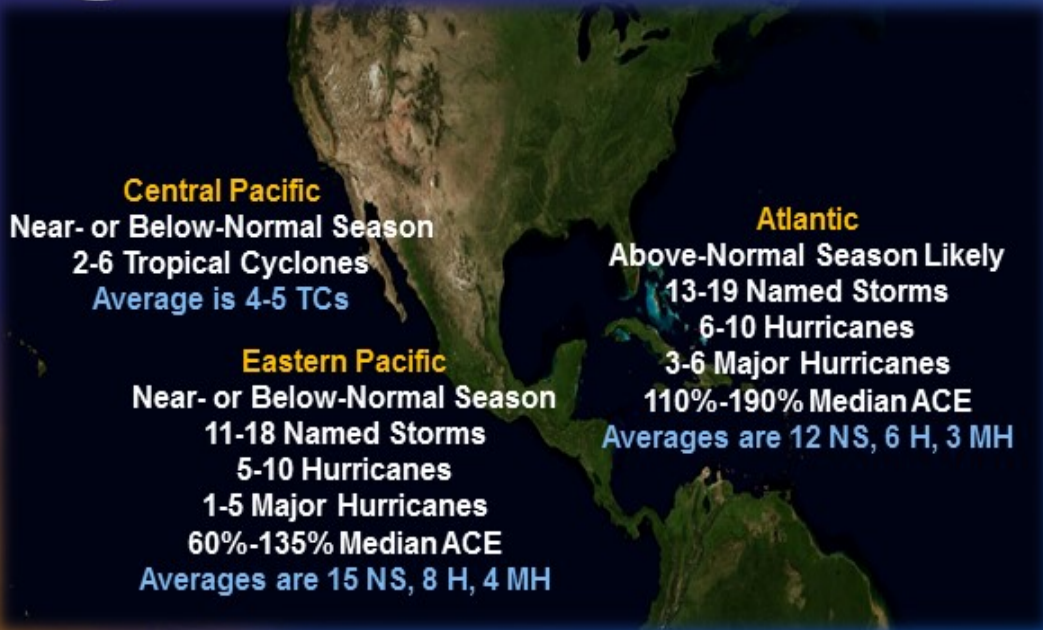 Central Pacific
Near- or Below-Normal Season
2-6 Tropical Cyclones
Average is 4-5 TCs
Eastern Pacific
Near- or Below-Normal Season
11-18 Named Storms
5-10 Hurricanes
1-5 Major Hurricanes
60%-135% Median ACE
Averages are 15 NS, 8 H, 4 MH
Atlantic
Above-Normal Season Likely
13-19 Named Storms
6-10 Hurricanes
3-6 Major Hurricanes
110%-190% Median ACE
Averages are 12 NS, 6 H, 3 MH